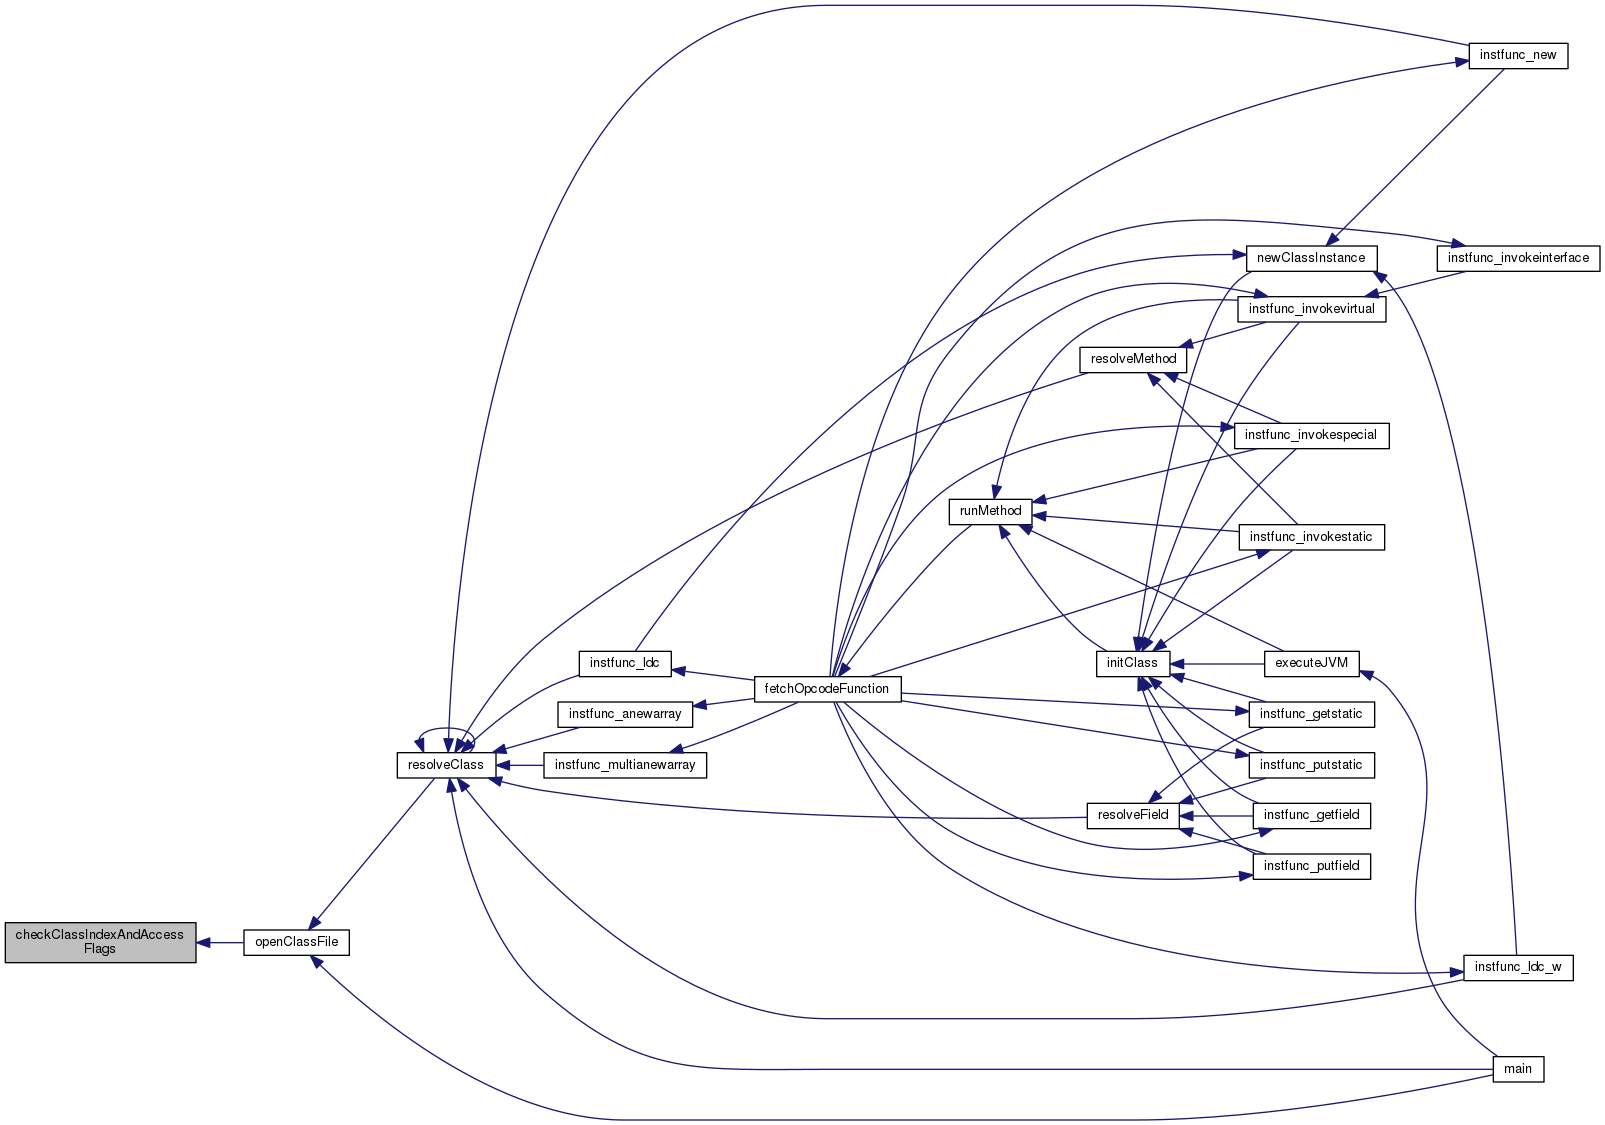 instfunc_new
newClassInstance
instfunc_invokeinterface
instfunc_invokevirtual
resolveMethod
instfunc_invokespecial
runMethod
instfunc_invokestatic
instfunc_ldc
initClass
executeJVM
fetchOpcodeFunction
instfunc_anewarray
instfunc_getstatic
resolveClass
instfunc_multianewarray
instfunc_putstatic
resolveField
instfunc_getfield
instfunc_putfield
checkClassIndexAndAccess
Flags
openClassFile
instfunc_ldc_w
main